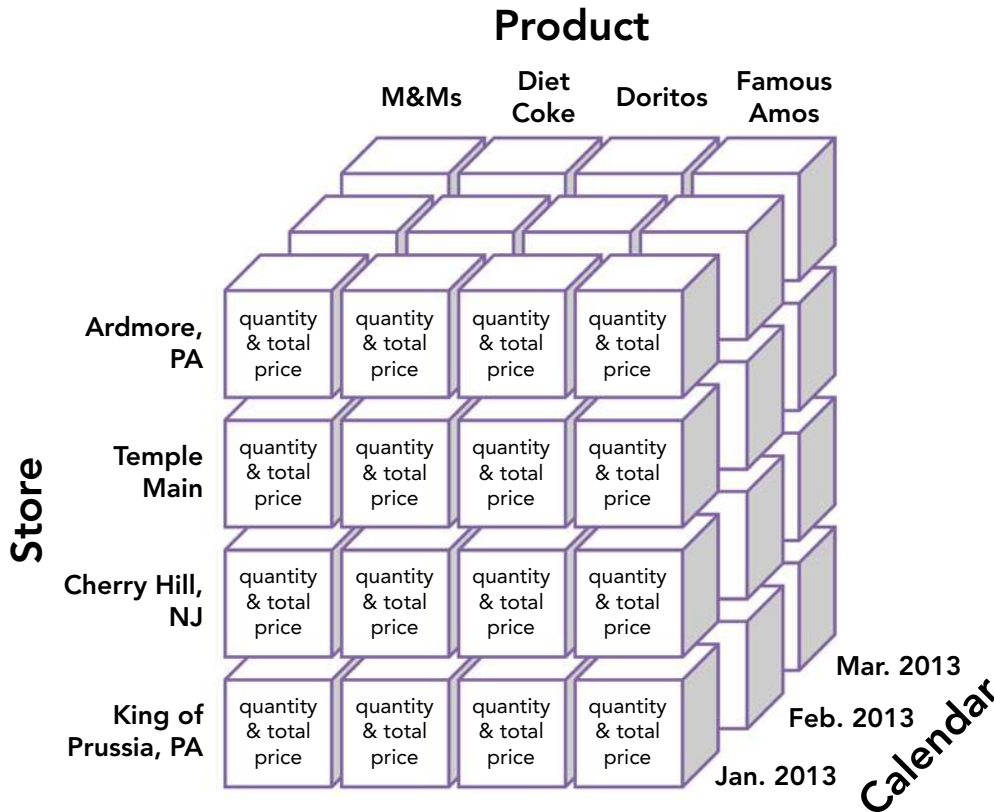 Product
M&Ms
Diet
Coke
Doritos
Famous
Amos
Store
Ardmore,
PA
quantity
& total
price
quantity
& total
price
quantity
& total
price
quantity
& total
price
Temple
Main
quantity
& total
price
quantity
& total
price
quantity
& total
price
quantity
& total
price
Cherry Hill,
NJ
quantity
& total
price
quantity
& total
price
quantity
& total
price
quantity
& total
price
King of
Prussia, PA
quantity
& total
price
quantity
& total
price
quantity
& total
price
quantity
& total
price
Mar. 2013
Feb. 2013
Jan. 2013
Calendar